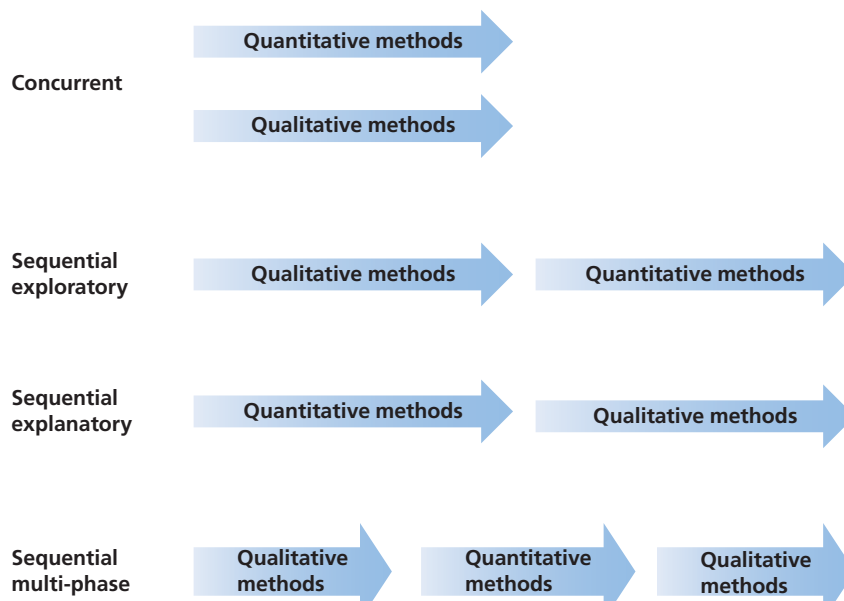 Quantitative methods
Concurrent
Qualitative methods
Sequential
exploratory
Qualitative methods
Quantitative methods
Sequential
explanatory
Quantitative methods
Qualitative methods
Sequential
multi-phase
Qualitative
methods
Quantitative
methods
Qualitative
methods